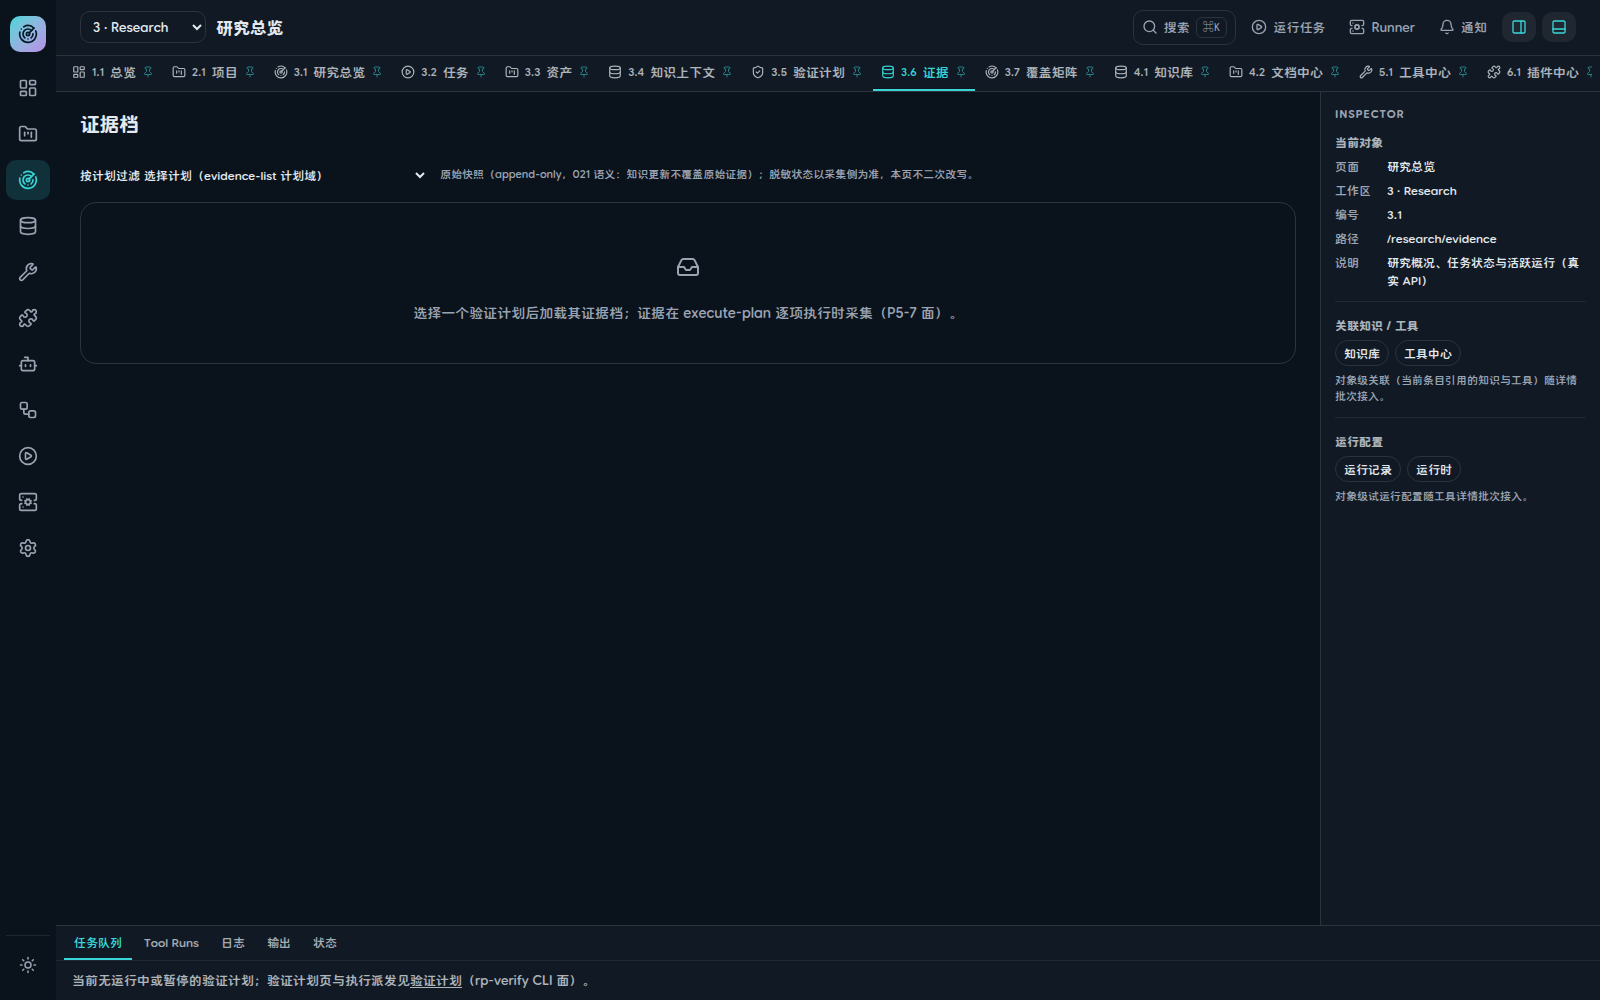 3 · Research 研究总览 搜索 ⌘K 运行任务 Runner 通知
1.1 总览 2.1 项目 3.1 研究总览 3.2 任务 3.3 资产 3.4 知识上下文 3.5 验证计划 3.6 证据 3.7 覆盖矩阵 4.1 知识库 4.2 文档中心 5.1 工具中心 6.1 插件中心
证据档
按计划过滤 选择计划（evidence-list 计划域） 原始快照（append-only，021 语义：知识更新不覆盖原始证据）；脱敏状态以采集侧为准，本页不二次改写。
选择一个验证计划后加载其证据档；证据在 execute-plan 逐项执行时采集（P5-7 面）。
INSPECTOR
当前对象
页面 研究总览
工作区 3 · Research
编号 3.1
路径 /research/evidence
说明 研究概况、任务状态与活跃运行（真
实 API）
关联知识 / 工具
知识库 工具中心
对象级关联（当前条目引用的知识与工具）随详情
批次接入。
运行配置
运行记录 运行时
对象级试运行配置随工具详情批次接入。
任务队列 Tool Runs 日志 输出 状态
当前无运行中或暂停的验证计划；验证计划页与执行派发见验证计划（rp-verify CLI 面）。